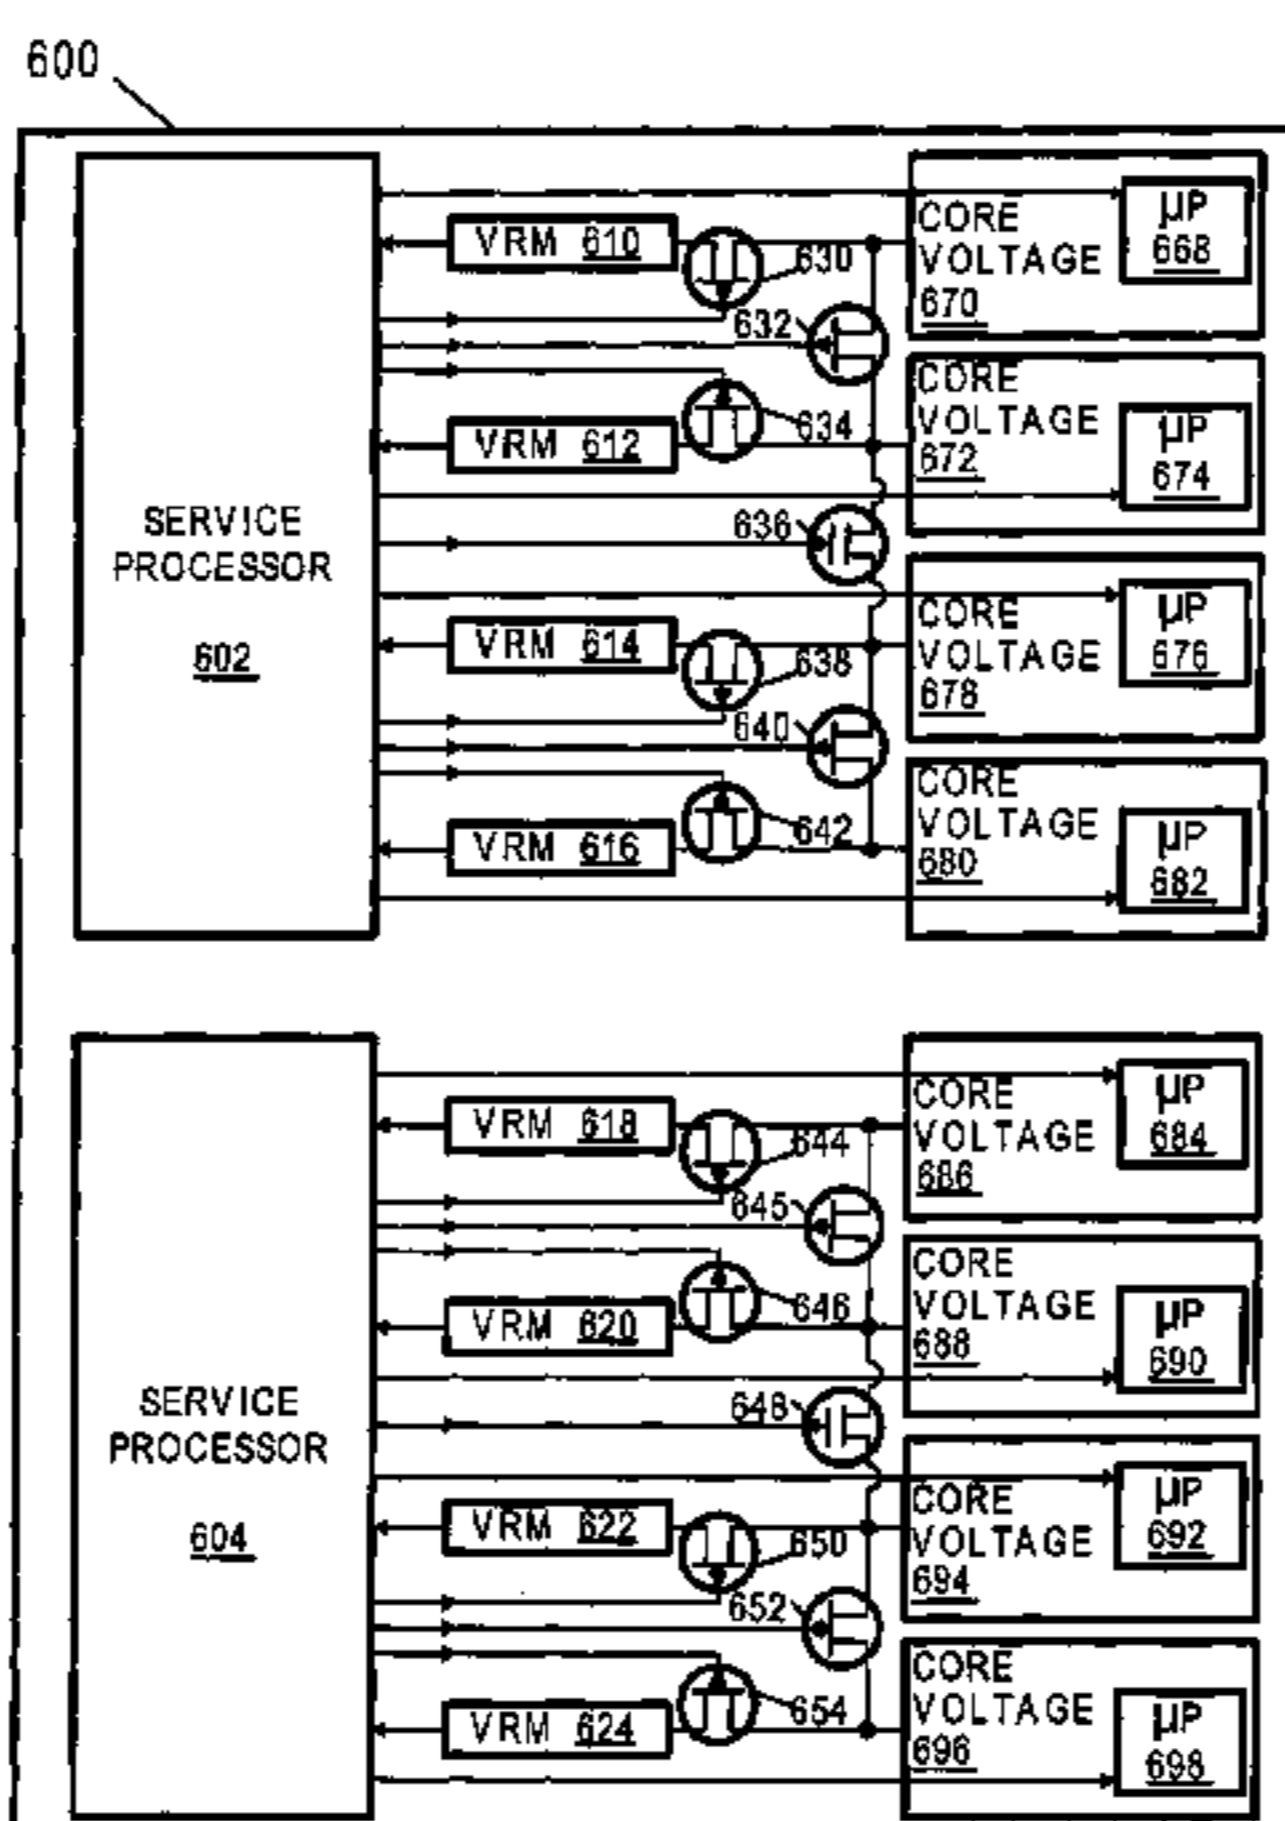 600
SERVICE
PROCESSOR
602
VRM 610
630
632
634
VRM 612
636
VRM 614
638
640
642
VRM 616
CORE
VOLTAGE
670
µP
668
CORE
VOLTAGE
672
µP
674
CORE
VOLTAGE
678
µP
676
CORE
VOLTAGE
680
µP
682
SERVICE
PROCESSOR
604
VRM 618
644
645
646
VRM 620
648
VRM 622
650
652
654
VRM 624
CORE
VOLTAGE
686
µP
684
CORE
VOLTAGE
688
µP
690
CORE
VOLTAGE
694
µP
692
CORE
VOLTAGE
696
µP
698